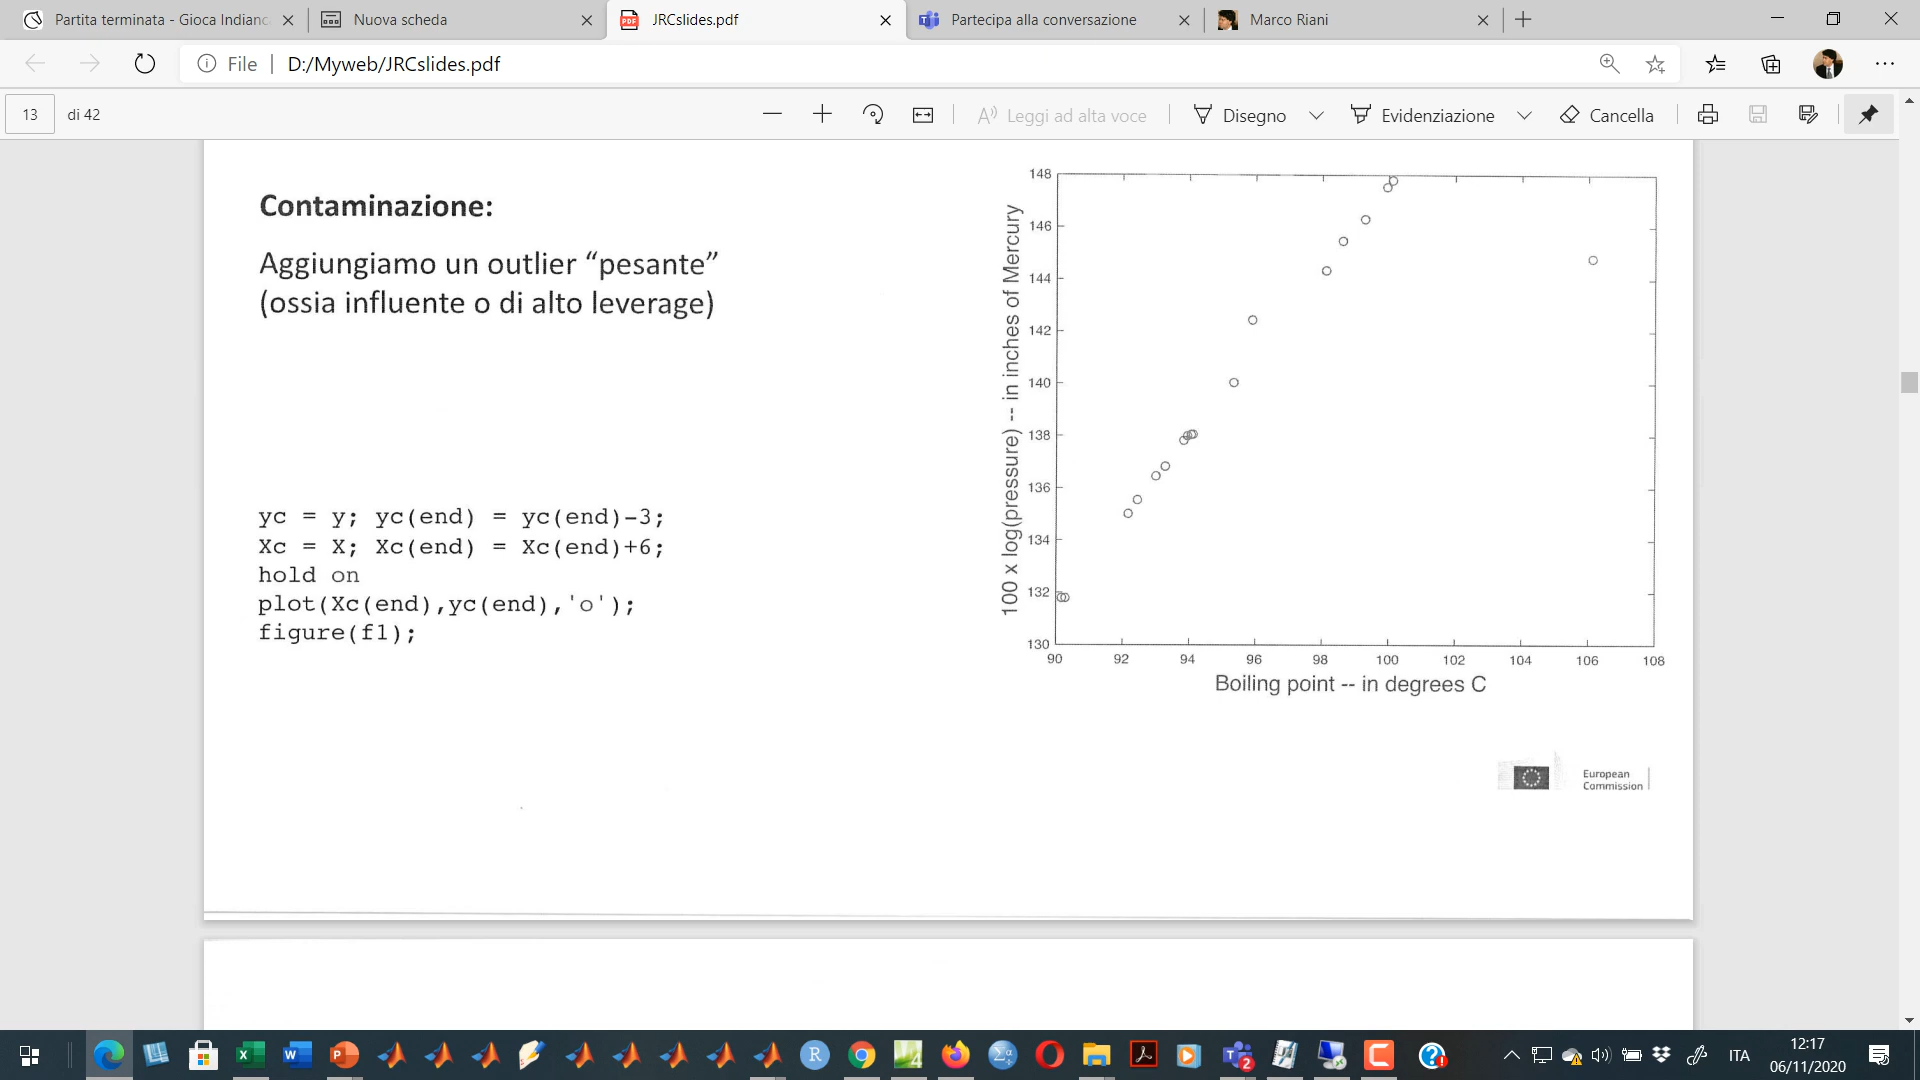 Partita terminata - Gioca Indianc
Nuova scheda
JRCslides.pdf
Partecipa alla conversazione
Marco Riani
File
D:/Myweb/JRCslides.pdf
13 di 42
Leggi ad alta voce
Disegno
Evidenziazione
Cancella
Contaminazione:
Aggiungiamo un outlier “pesante”
(ossia influente o di alto leverage)
yc = y; yc(end) = yc(end)-3;
Xc = X; Xc(end) = Xc(end)+6;
hold on
plot(Xc(end),yc(end),'o');
figure(f1);
100 x log(pressure) -- in inches of Mercury
148
146
144
142
140
138
136
134
132
130
90 92 94 96 98 100 102 104 106 108
Boiling point -- in degrees C
European
Commission
ITA
12:17
06/11/2020